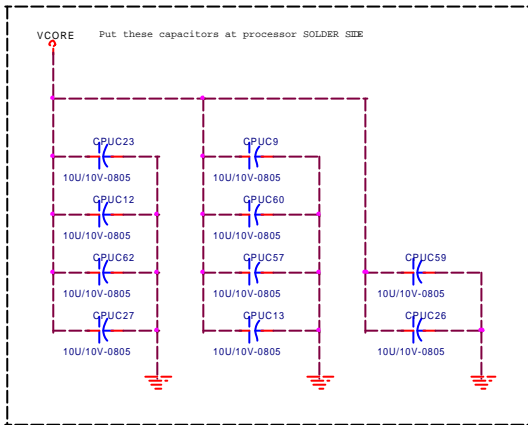 VCORE Put these capacitors at processor SOLDER SIDE
CPUC23 CPUC9
10U/10V-0805 10U/10V-0805
CPUC12 CPUC60
10U/10V-0805 10U/10V-0805
CPUC62 CPUC57 CPUC59
10U/10V-0805 10U/10V-0805 10U/10V-0805
CPUC27 CPUC13 CPUC26
10U/10V-0805 10U/10V-0805 10U/10V-0805